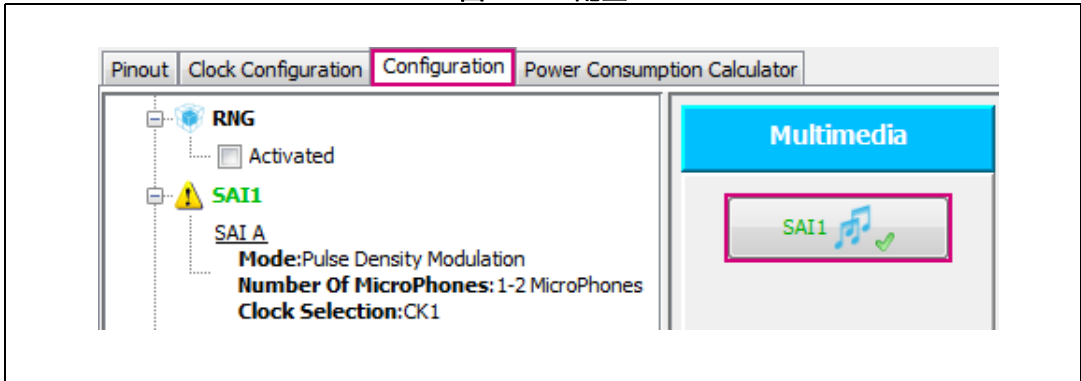 Pinout Clock Configuration Configuration Power Consumption Calculator
RNG
Activated
SAI1
SAI A
Mode:Pulse Density Modulation
Number Of MicroPhones:1-2 MicroPhones
Clock Selection:CK1
Multimedia
SAI1